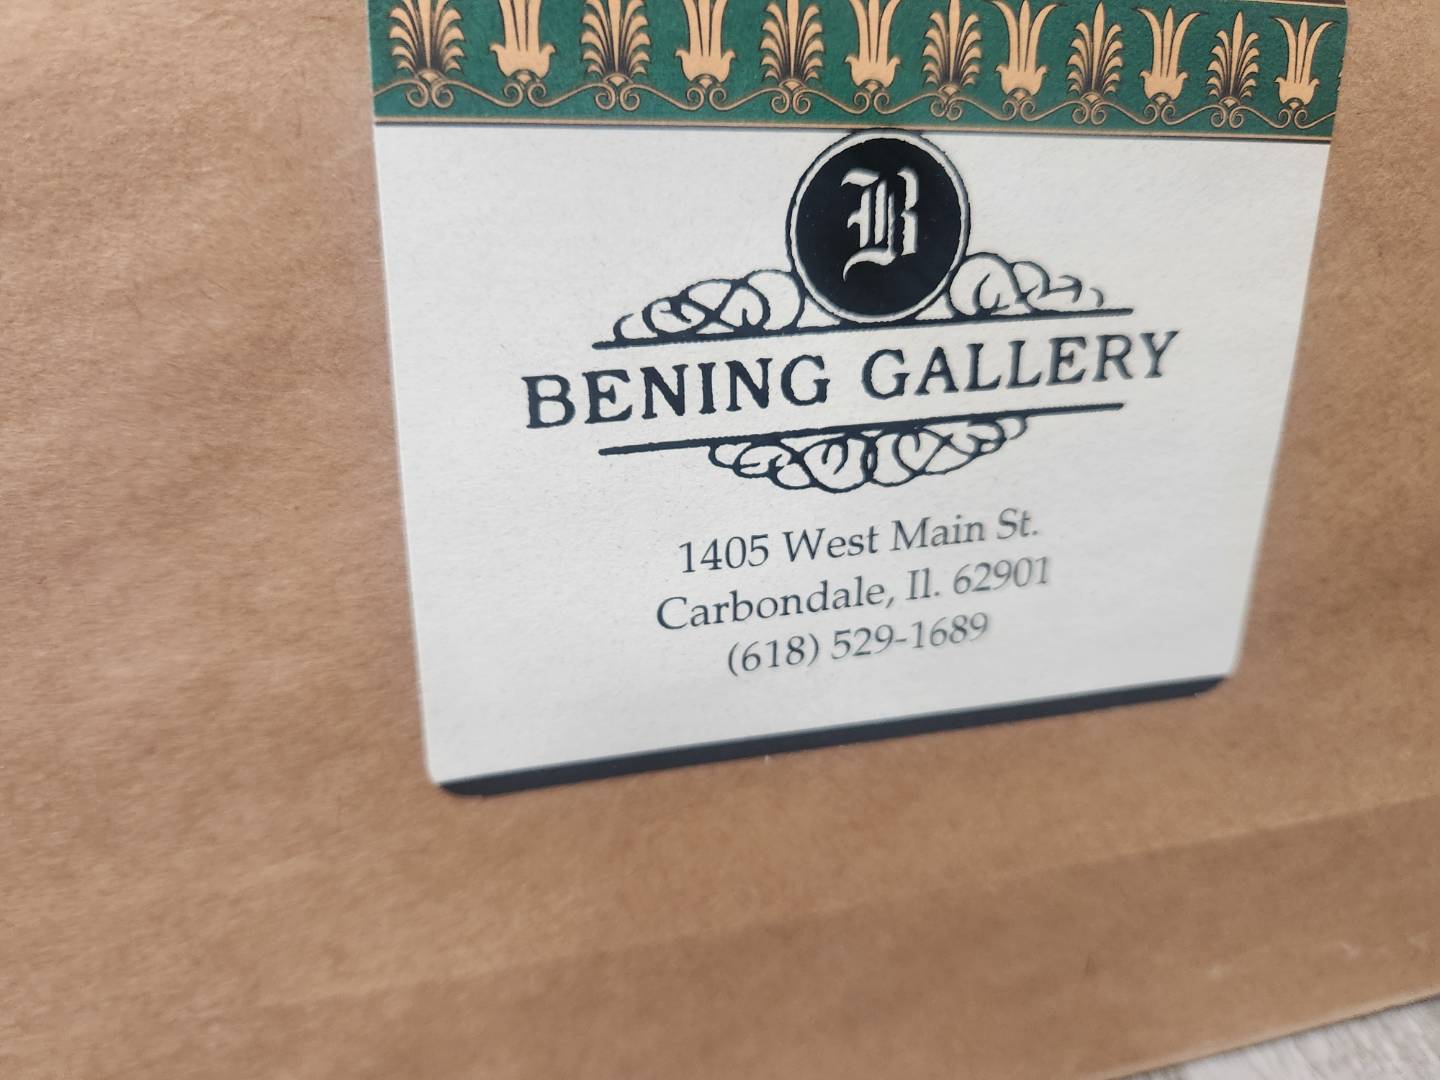 B
BENING GALLERY
1405 West Main St.
Carbondale, Il. 62901
(618) 529-1689